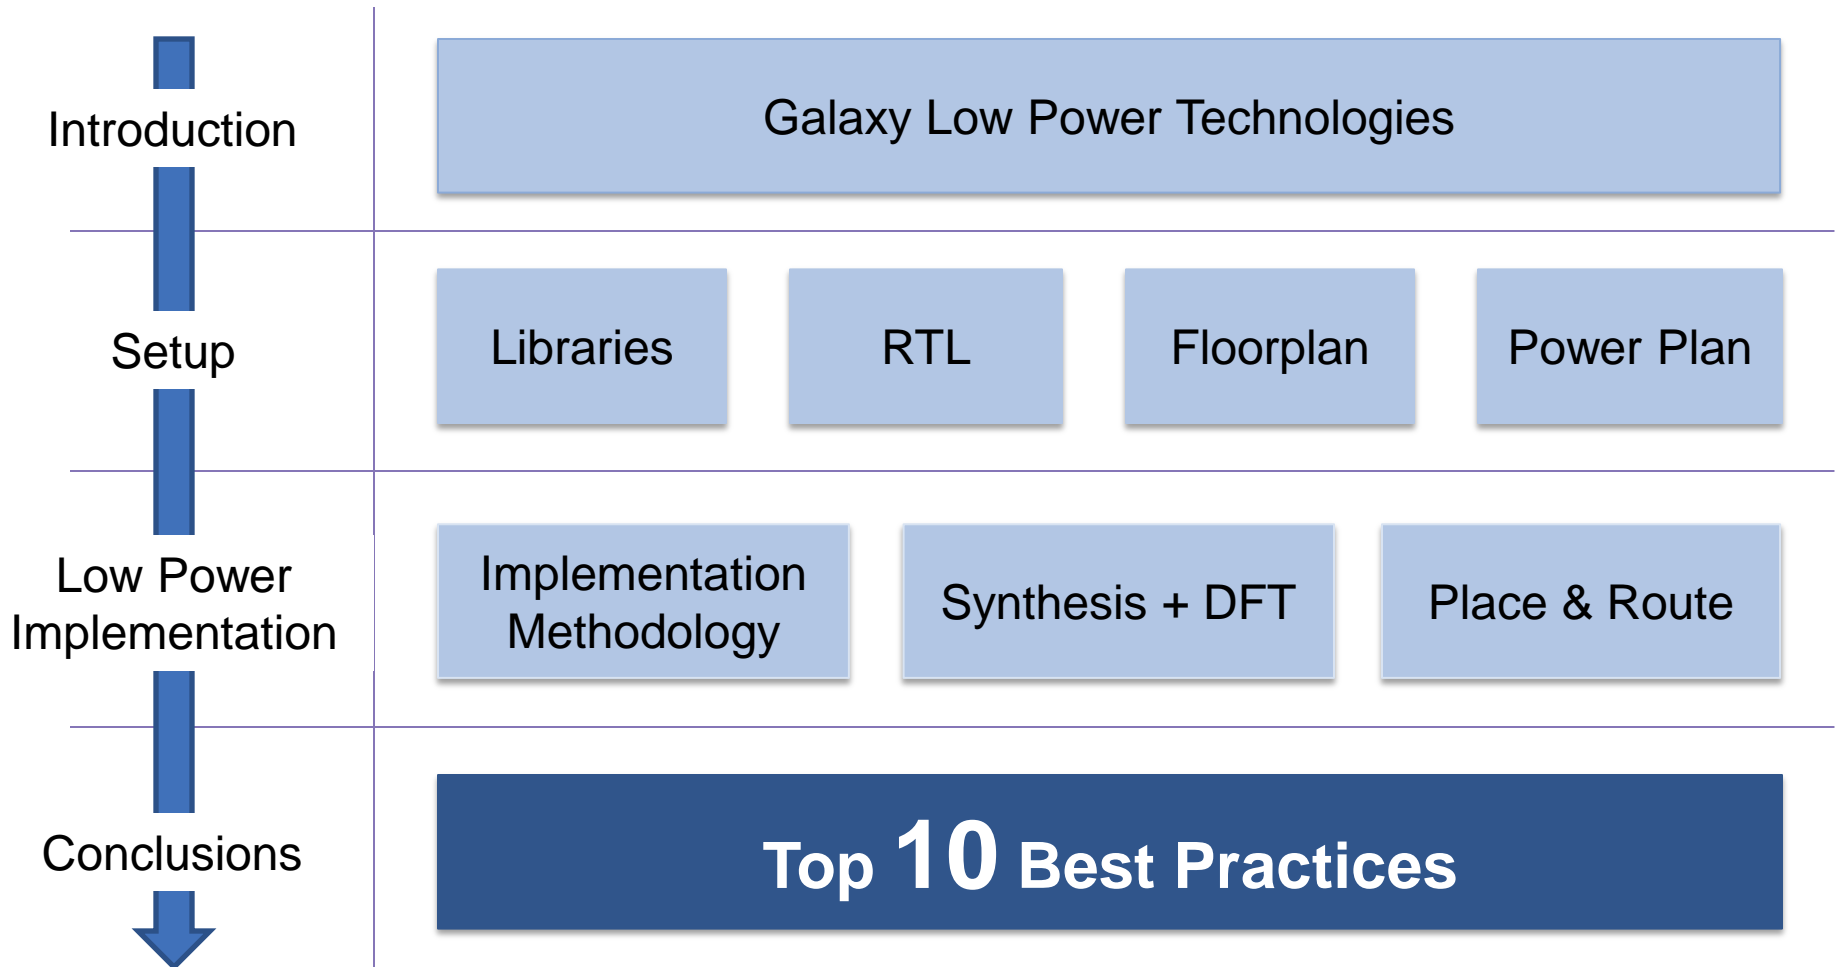 Introduction
Galaxy Low Power Technologies
Setup
Libraries
RTL
Floorplan
Power Plan
Low Power
Implementation
Implementation
Methodology
Synthesis + DFT
Place & Route
Conclusions
Top 10 Best Practices